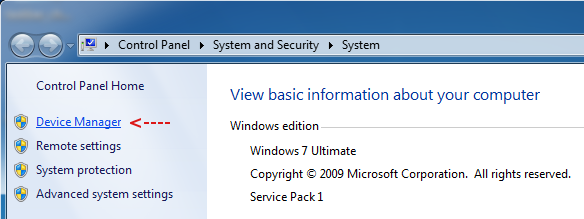 Control Panel System and Security System
Control Panel Home
Device Manager
Remote settings
System protection
Advanced system settings
View basic information about your computer
Windows edition
Windows 7 Ultimate
Copyright © 2009 Microsoft Corporation. All rights reserved.
Service Pack 1